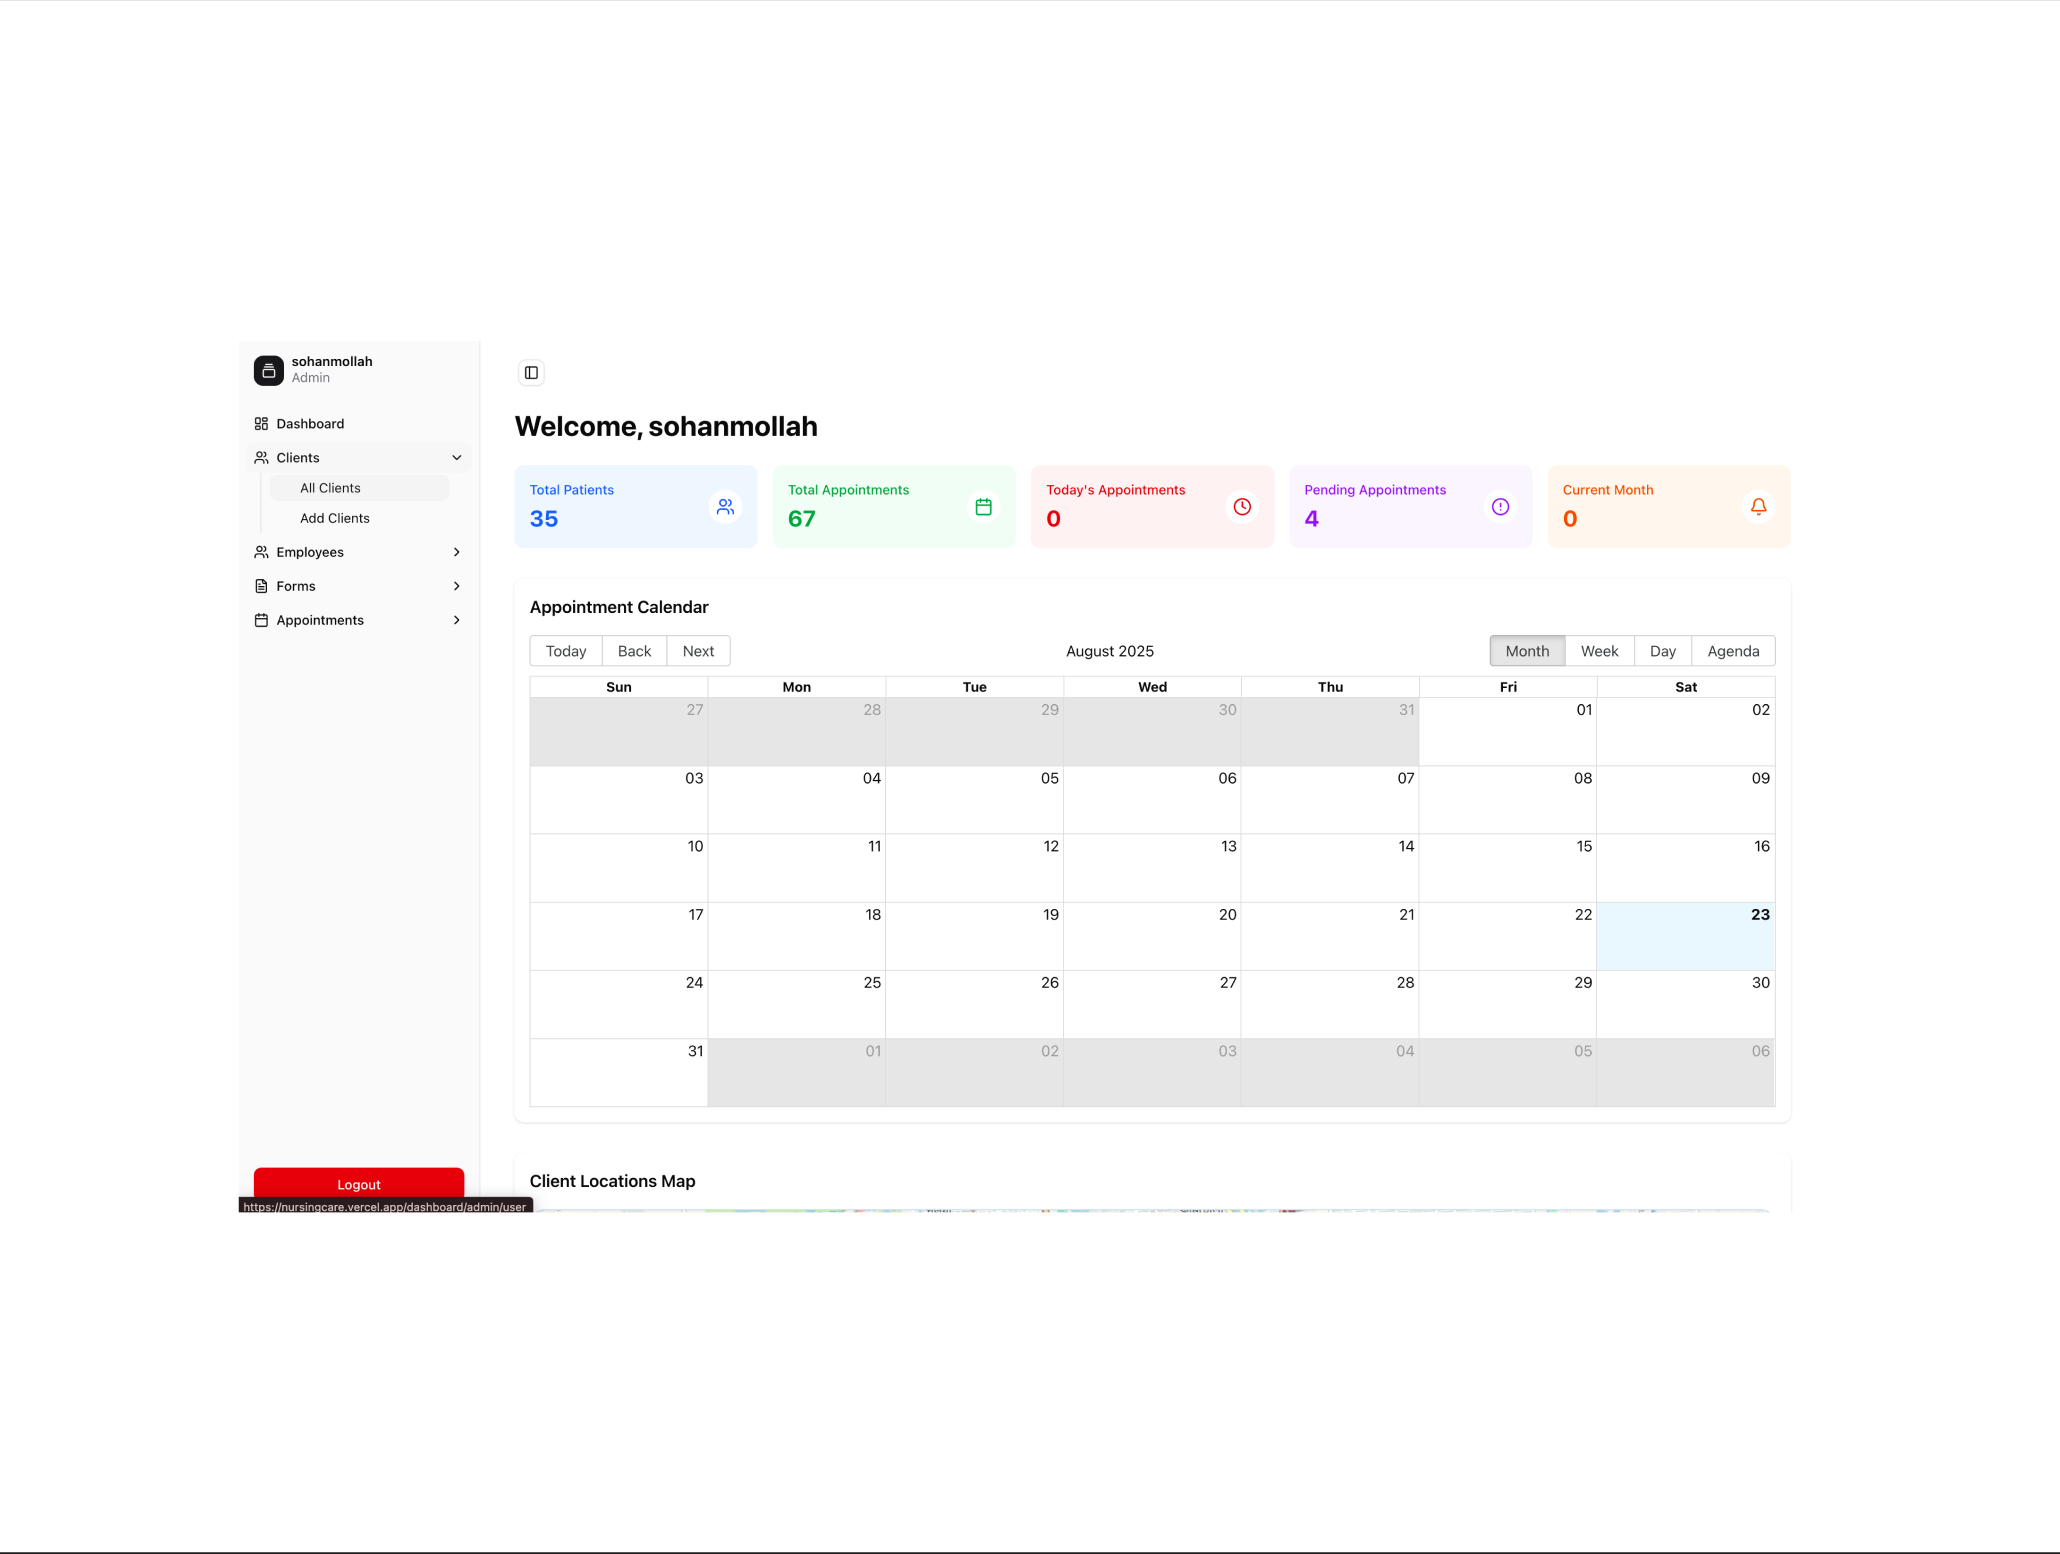 sohanmollah
Admin
Dashboard
Clients
All Clients
Add Clients
Employees
Forms
Appointments
Logout
https://nursingcare.vercel.app/dashboard/admin/user
Welcome, sohanmollah
Total Patients
35
Total Appointments
67
Today's Appointments
0
Pending Appointments
4
Current Month
0
Appointment Calendar
Today Back Next
August 2025
Month Week Day Agenda
Sun Mon Tue Wed Thu Fri Sat
27 28 29 30 31 01 02
03 04 05 06 07 08 09
10 11 12 13 14 15 16
17 18 19 20 21 22 23
24 25 26 27 28 29 30
31 01 02 03 04 05 06
Client Locations Map